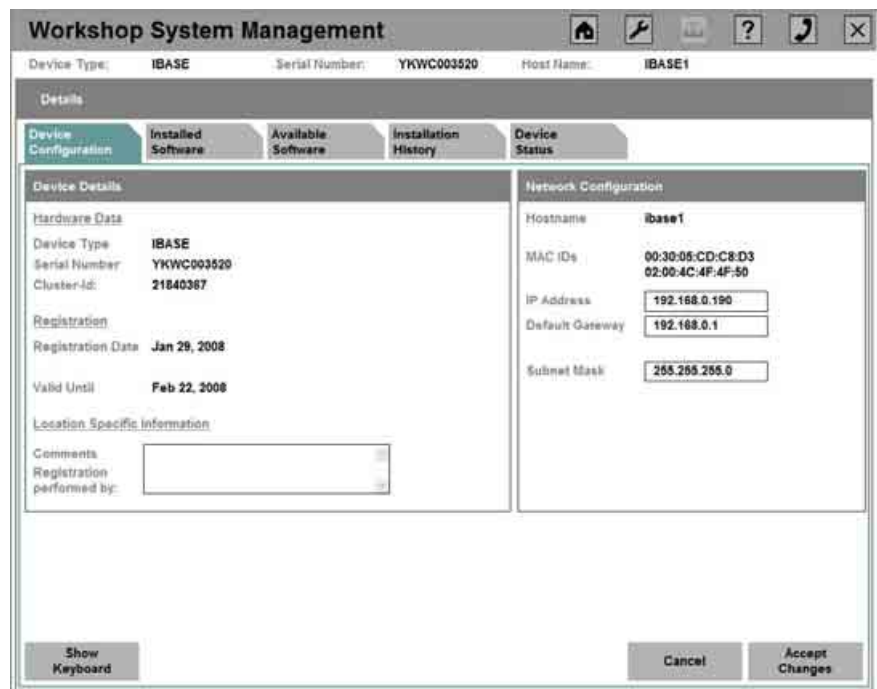 Workshop System Management
?
Device Type: IBASE Serial Number: YKWC003520 Host Name: IBASE1
Details
Device Configuration
Installed Software
Available Software
Installation History
Device Status
Device Details
Hardware Data
Device Type IBASE
Serial Number YKWC003520
Cluster-Id: 21840367
Registration
Registration Date Jan 29, 2008
Valid Until Feb 22, 2008
Location Specific Information
Comments
Registration
performed by:
Network Configuration
Hostname ibase1
MAC IDs 00:30:05:CD:C8:D3
02:00:4C:4F:4F:50
IP Address 192.168.0.190
Default Gateway 192.168.0.1
Subnet Mask 255.255.255.0
Show Keyboard
Cancel
Accept Changes